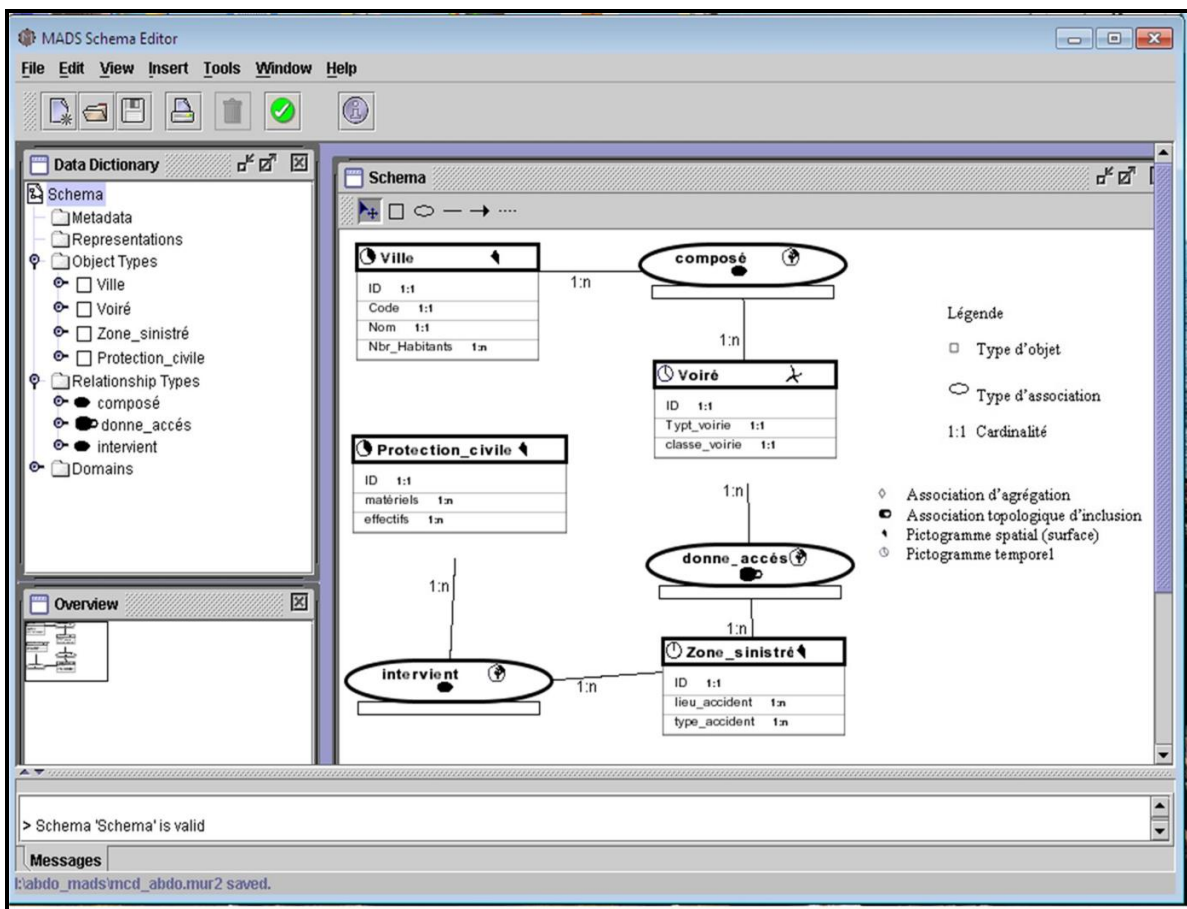 MADS Schema Editor
File Edit View Insert Tools Window Help
Data Dictionary
Schema
Metadata
Representations
Object Types
Ville
Voiré
Zone_sinistré
Protection_civile
Relationship Types
composé
donne_accés
intervient
Domains
Overview
Schema
Ville
ID 1:1
Code 1:1
Nom 1:1
Nbr_Habitants 1:n
1:n
composé
1:n
Voiré
ID 1:1
Typt_voirie 1:1
classe_voirie 1:1
Protection_civile
ID 1:1
matériels 1:n
effectifs 1:n
1:n
donne_accés
1:n
1:n
Zone_sinistré
ID 1:1
lieu_accident 1:n
type_accident 1:n
intervient
1:n
Légende
Type d'objet
Type d'association
1:1 Cardinalité
Association d'agrégation
Association topologique d'inclusion
Pictogramme spatial (surface)
Pictogramme temporel
> Schema 'Schema' is valid
Messages
I:\abdo_mads\mcd_abdo.mur2 saved.